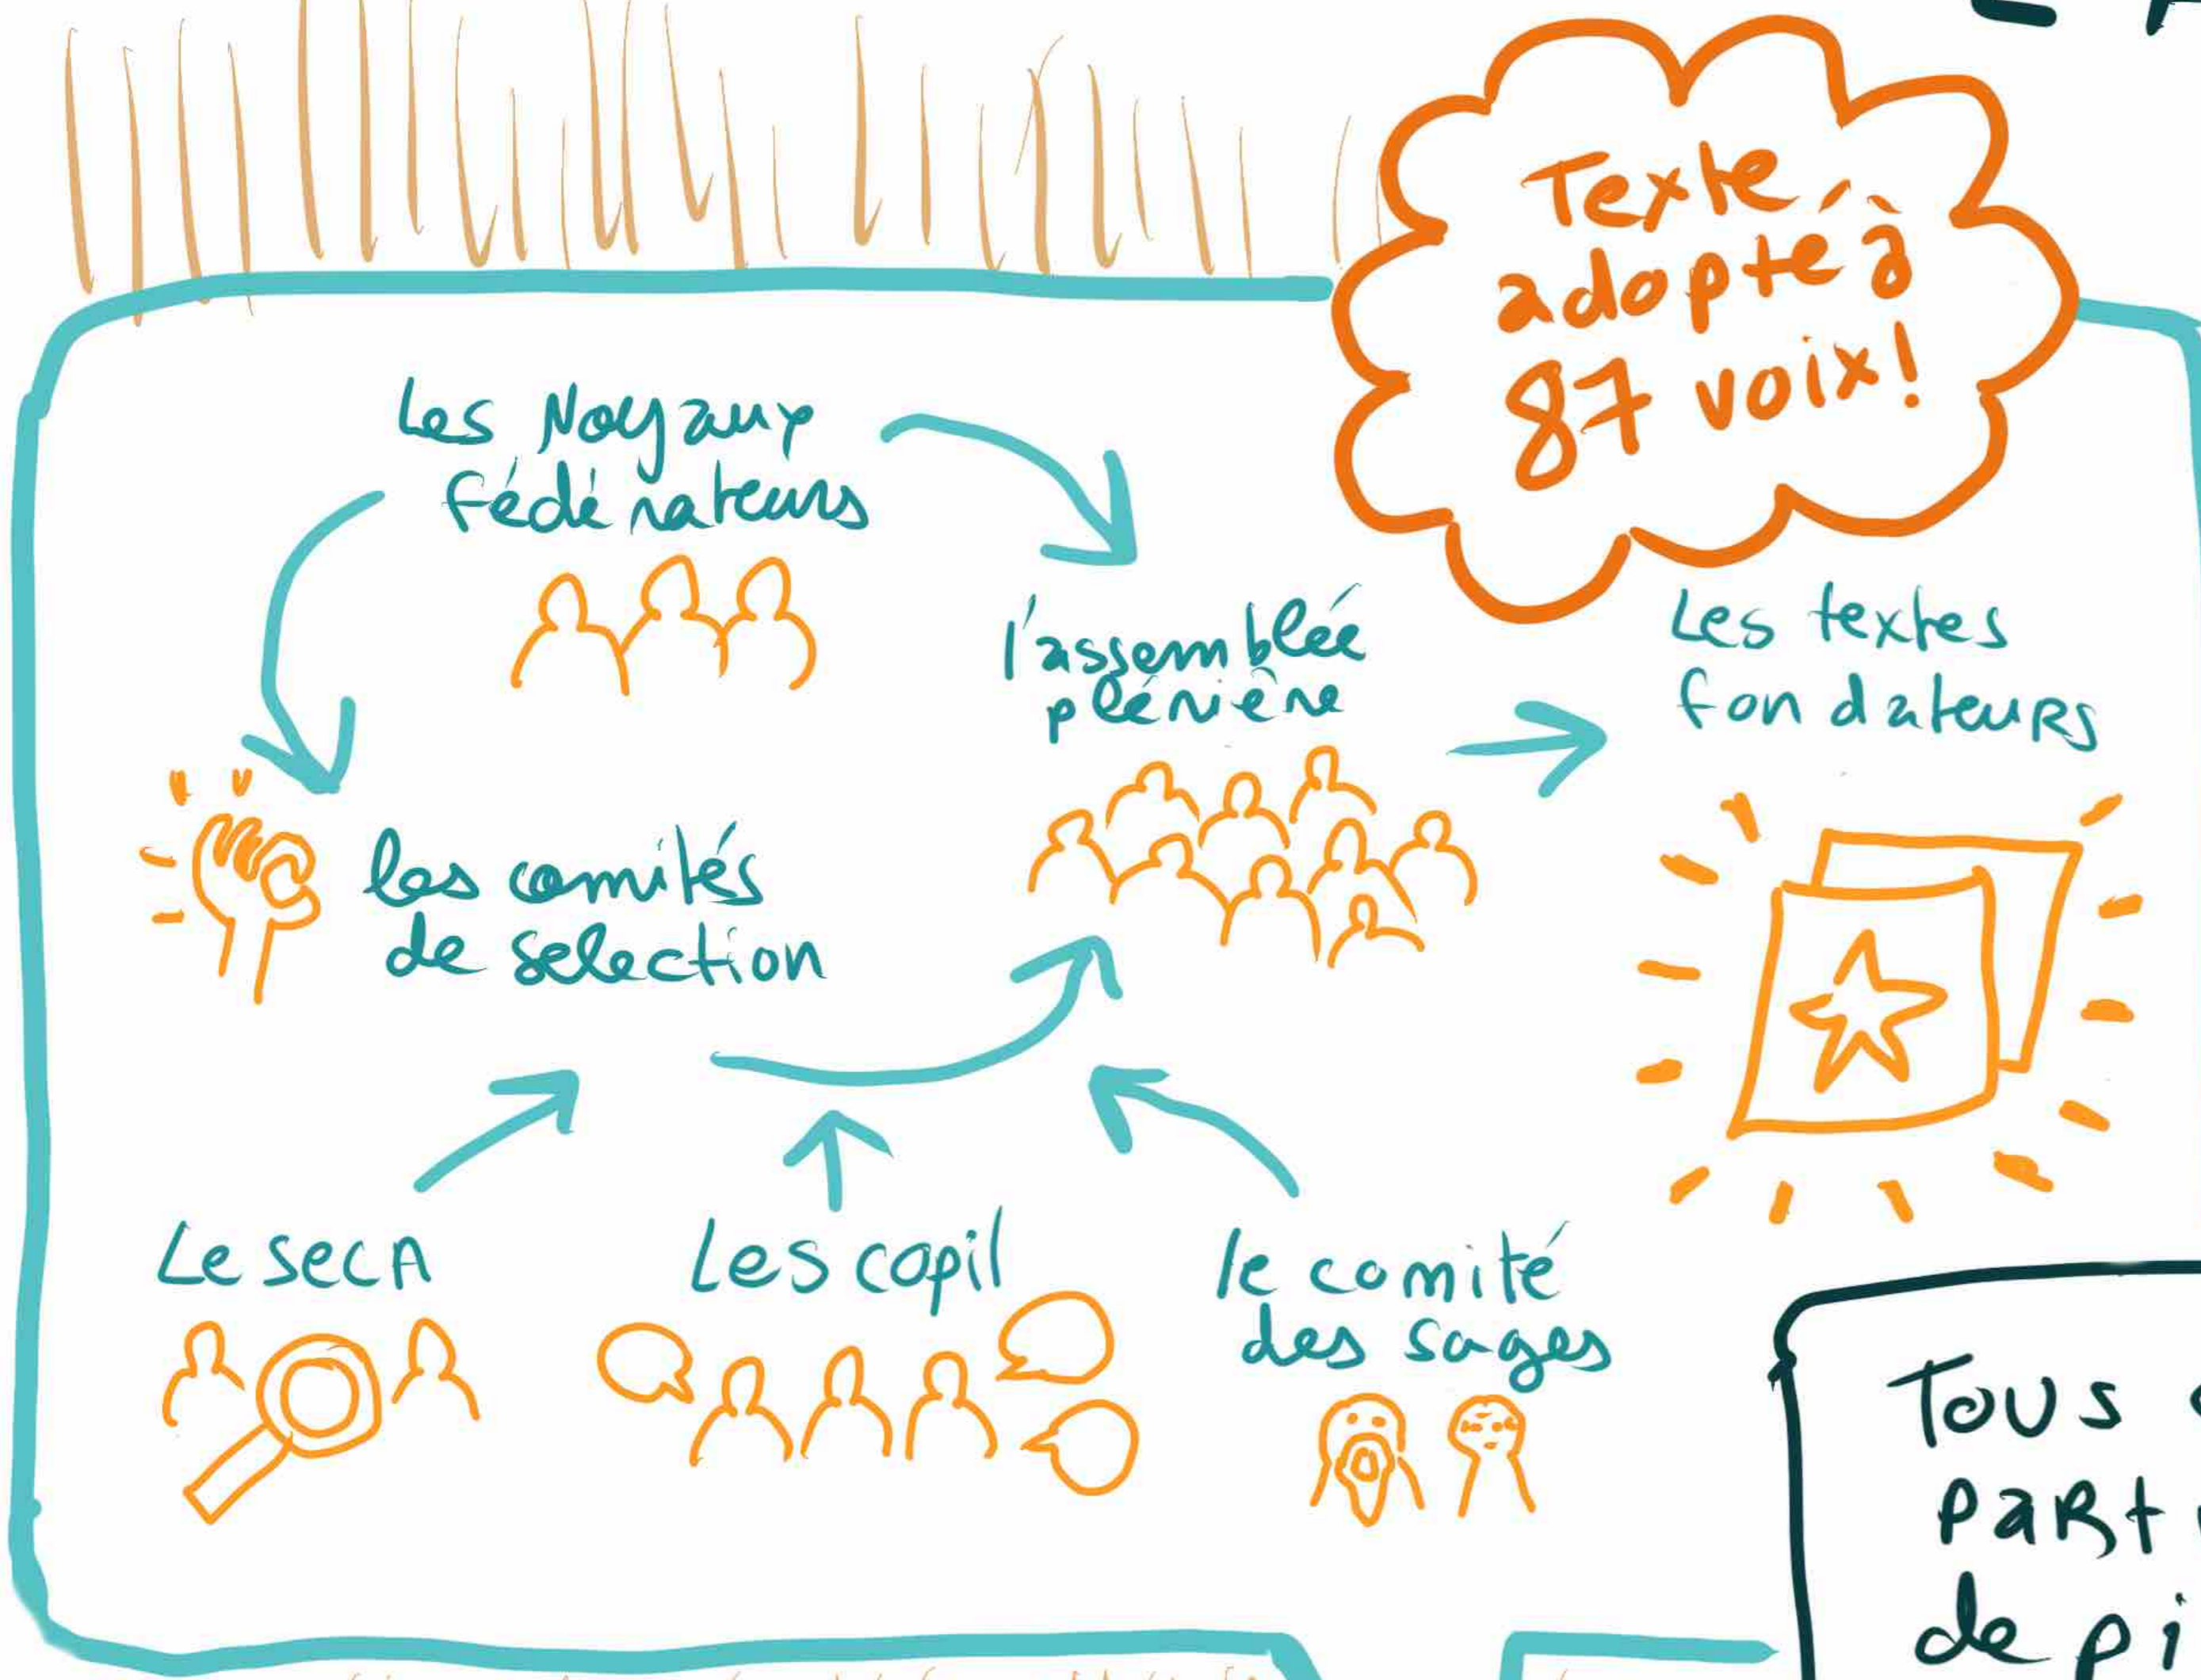 Texte
adopté à
87 voix!
Les Noyaux
fédérateurs
l'assemblée
plénière
Les textes
fondateurs
les comités
de selection
Le SecA
Les copil
le comité
des sages
Tous
part
de pi